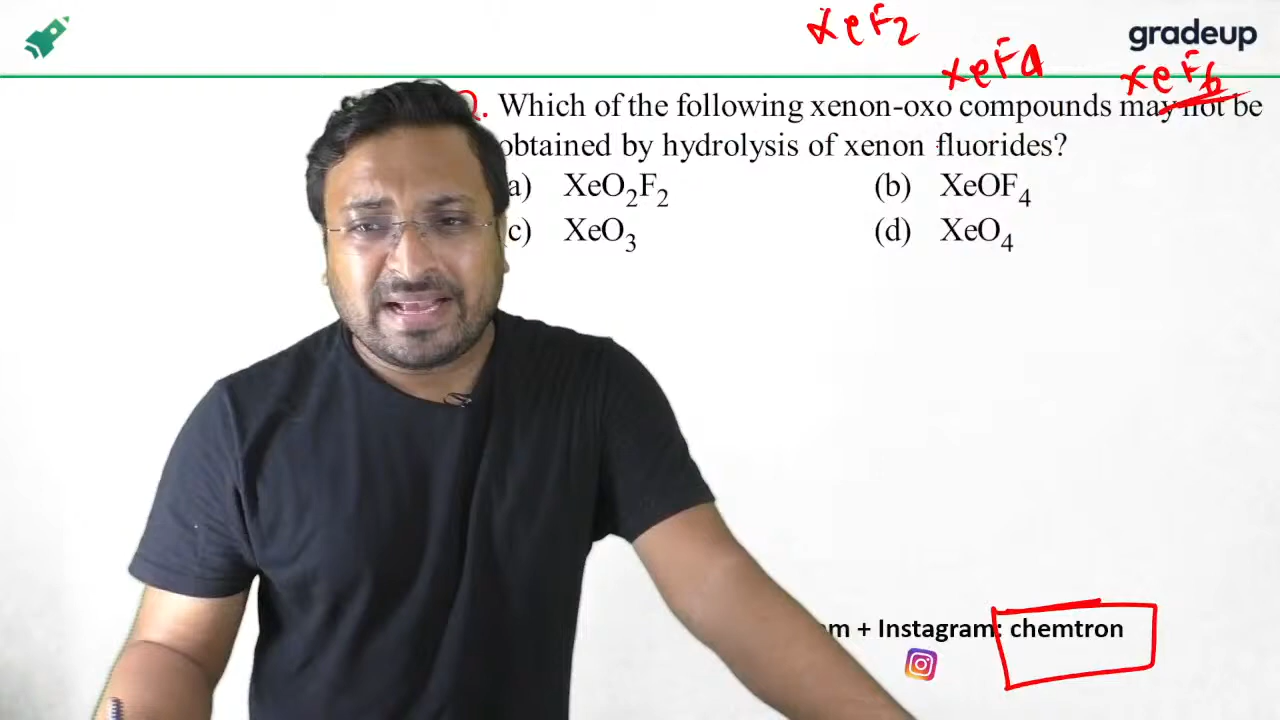 XeF2
gradeup
XeF4
XeF6
Q. Which of the following xenon-oxo compounds may not be
obtained by hydrolysis of xenon fluorides?
a) XeO₂F₂ (b) XeOF₄
c) XeO₃ (d) XeO₄
+ Instagram: chemtron